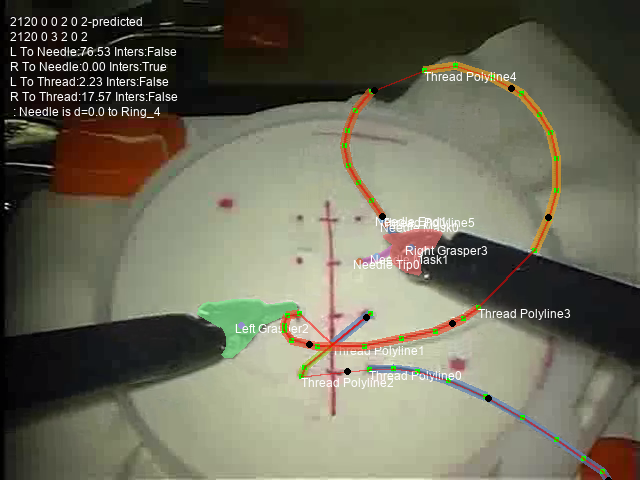 2120 0 0 2 0 2-predicted
2120 0 3 2 0 2
L To Needle:76.53 Inters:False
R To Needle:0.00 Inters:True
L To Thread:2.23 Inters:False
R To Thread:17.57 Inters:False
: Needle is d=0.0 to Ring_4
Thread Polyline4
Right Grasper3
Needle Tip0
Thread Polyline3
Left Grasper2
Thread Polyline1
Thread Polyline0
Thread Polyline2